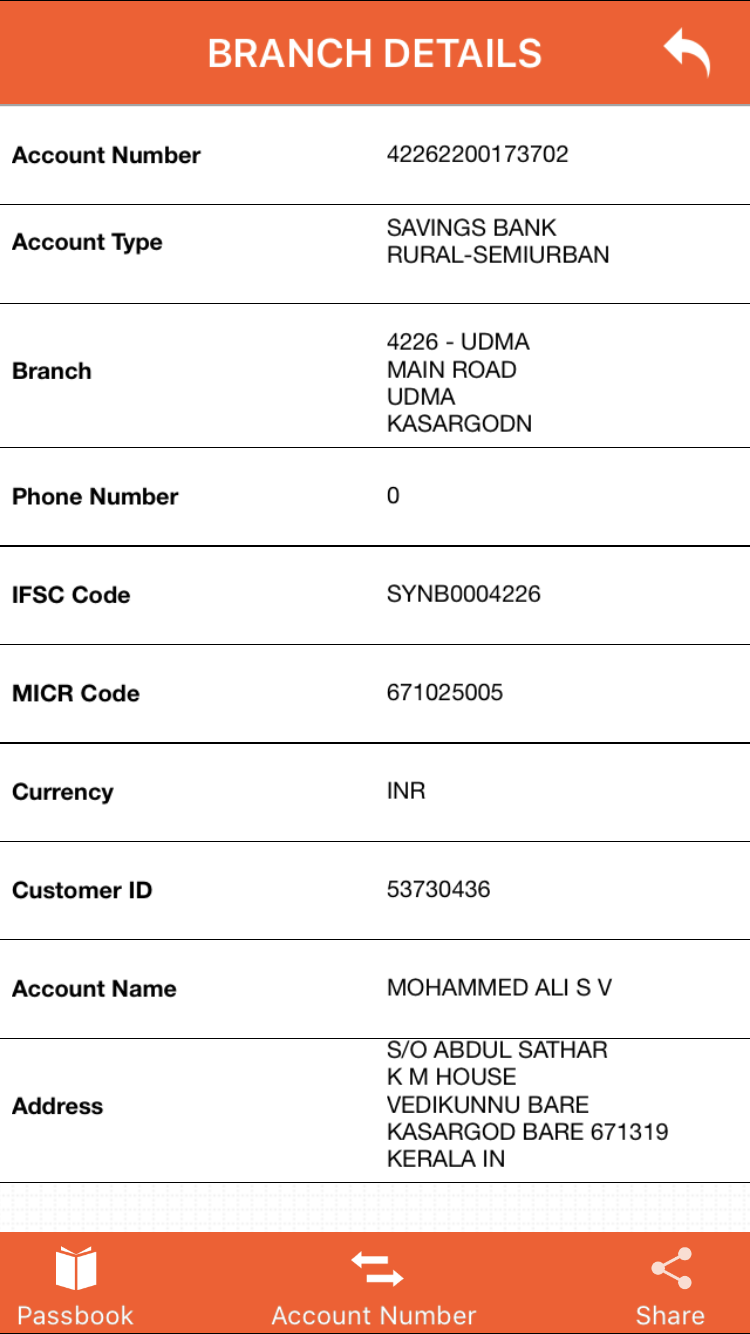 BRANCH DETAILS
Account Number 42262200173702
Account Type SAVINGS BANK
RURAL-SEMIURBAN
Branch 4226 - UDMA
MAIN ROAD
UDMA
KASARGODN
Phone Number 0
IFSC Code SYNB0004226
MICR Code 671025005
Currency INR
Customer ID 53730436
Account Name MOHAMMED ALI S V
Address S/O ABDUL SATHAR
K M HOUSE
VEDIKUNNU BARE
KASARGOD BARE 671319
KERALA IN
Passbook Account Number Share